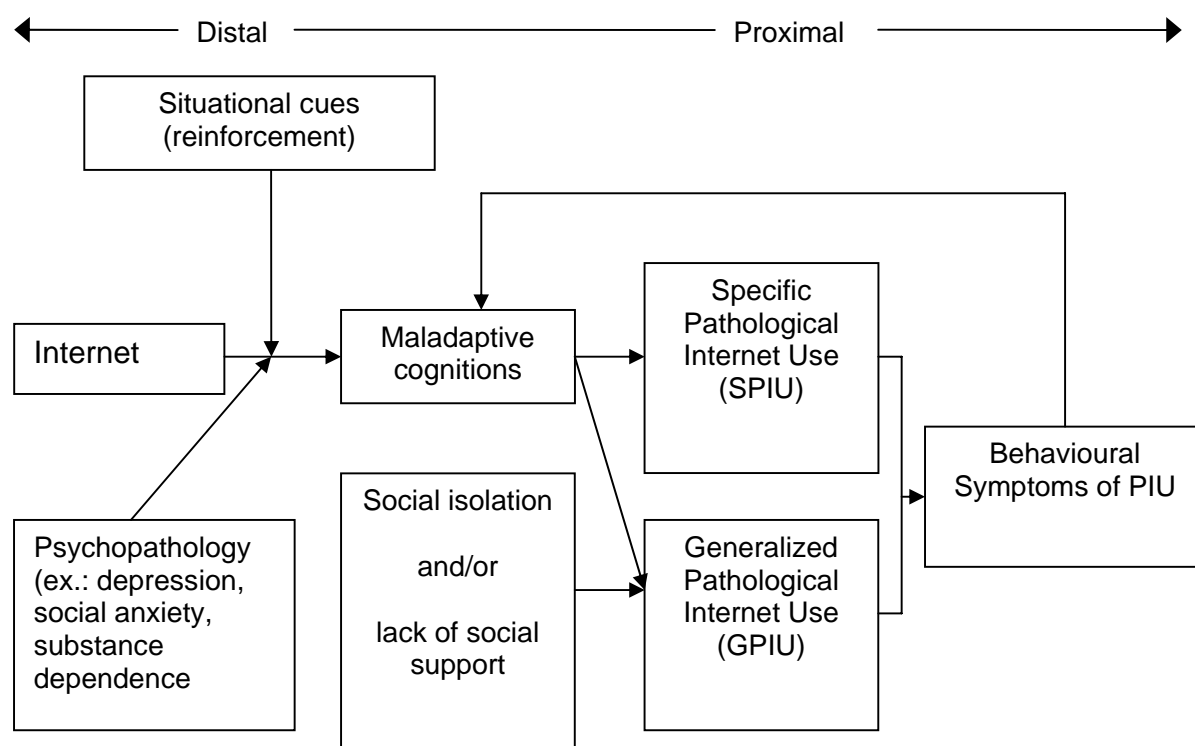 Distal
Proximal
Situational cues
(reinforcement)
Internet
Maladaptive
cognitions
Specific
Pathological
Internet Use
(SPIU)
Behavioural
Symptoms of PIU
Psychopathology
(ex.: depression,
social anxiety,
substance
dependence
Social isolation
and/or
lack of social
support
Generalized
Pathological
Internet Use
(GPIU)